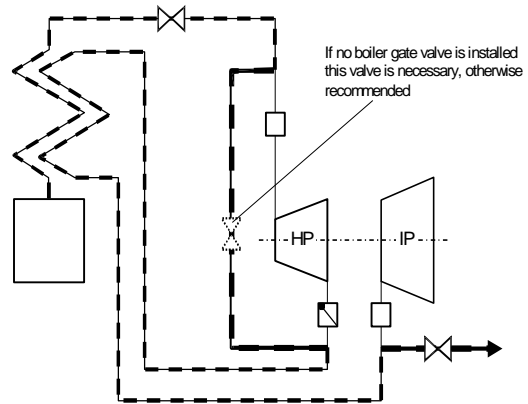 If no boiler gate valve is installed
this valve is necessary, otherwise
recommended
HP
IP